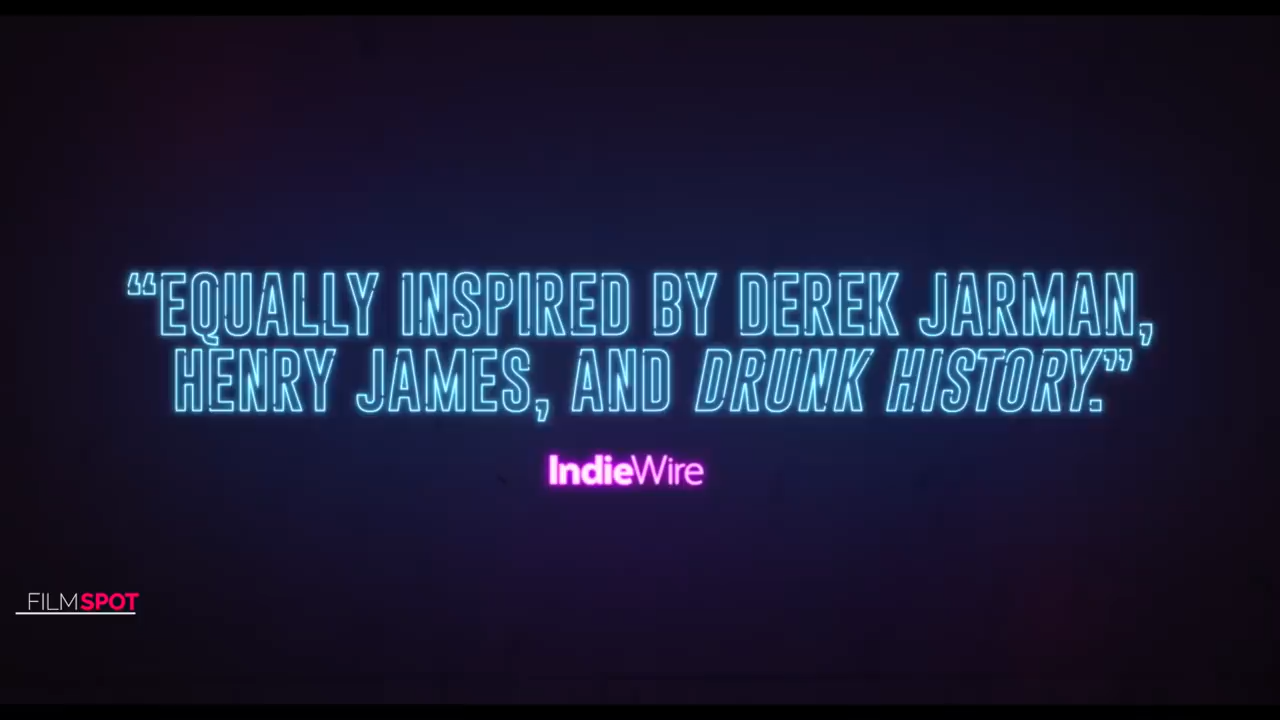 “EQUALLY INSPIRED BY DEREK JARMAN,
HENRY JAMES, AND DRUNK HISTORY.”
IndieWire
FILMSPOT